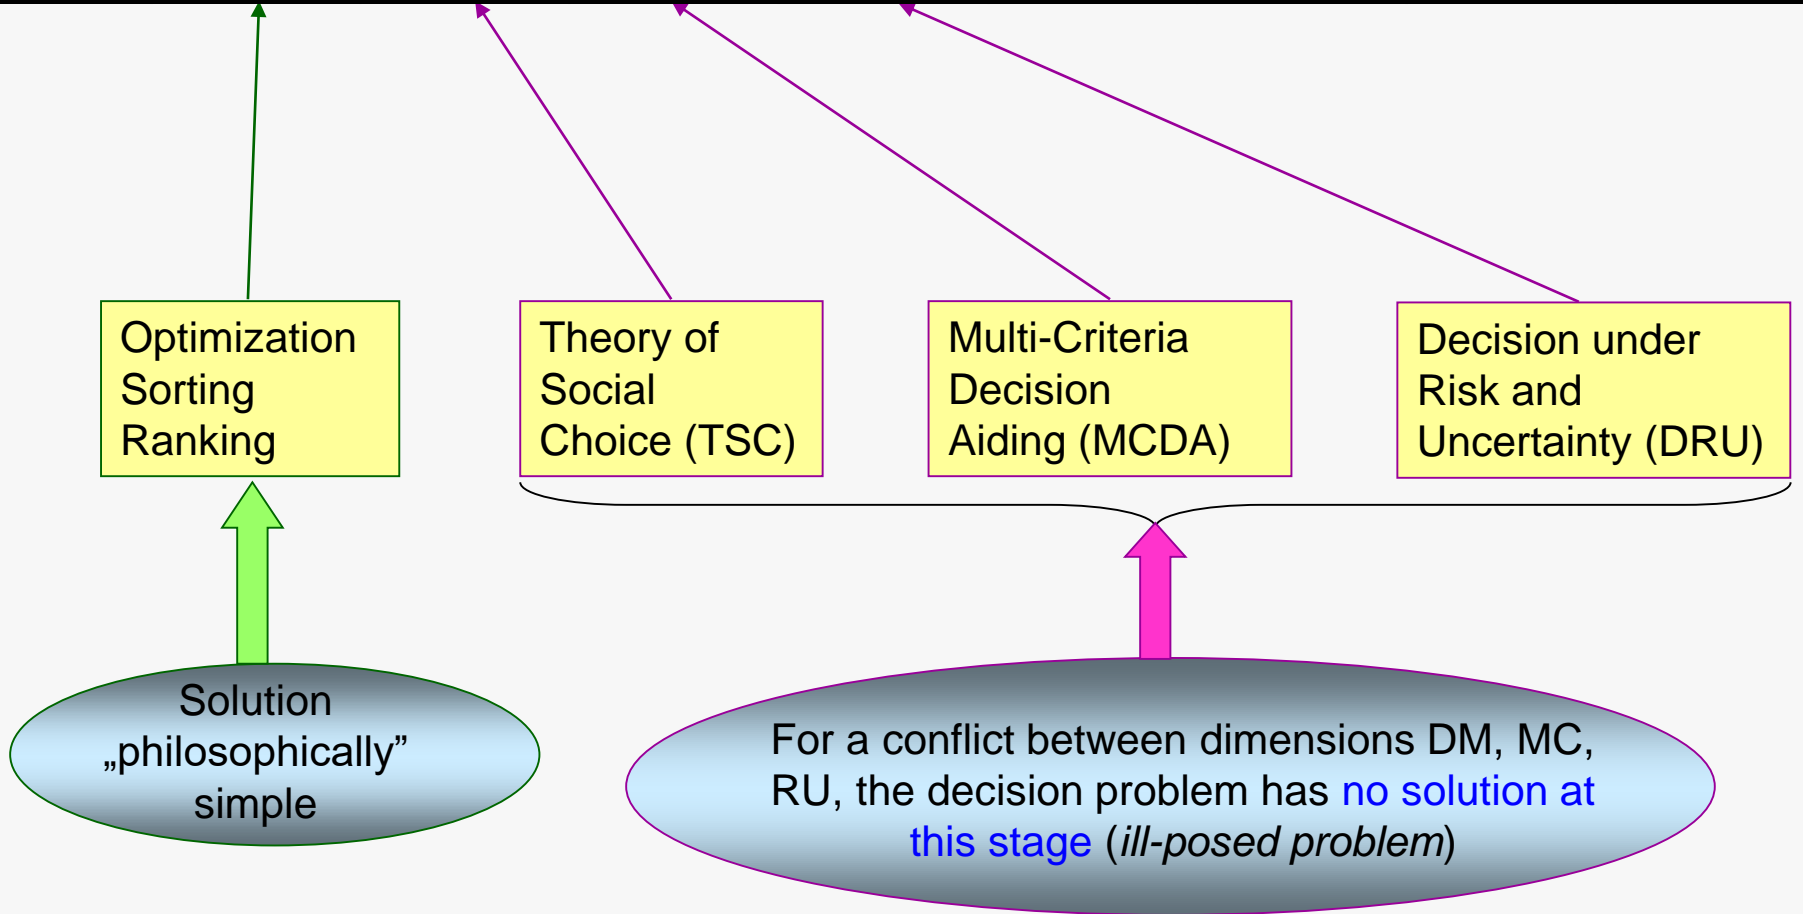 Optimization
Sorting
Ranking
Theory of
Social
Choice (TSC)
Multi-Criteria
Decision
Aiding (MCDA)
Decision under
Risk and
Uncertainty (DRU)
Solution
„philosophically”
simple
For a conflict between dimensions DM, MC,
RU, the decision problem has no solution at
this stage (ill-posed problem)